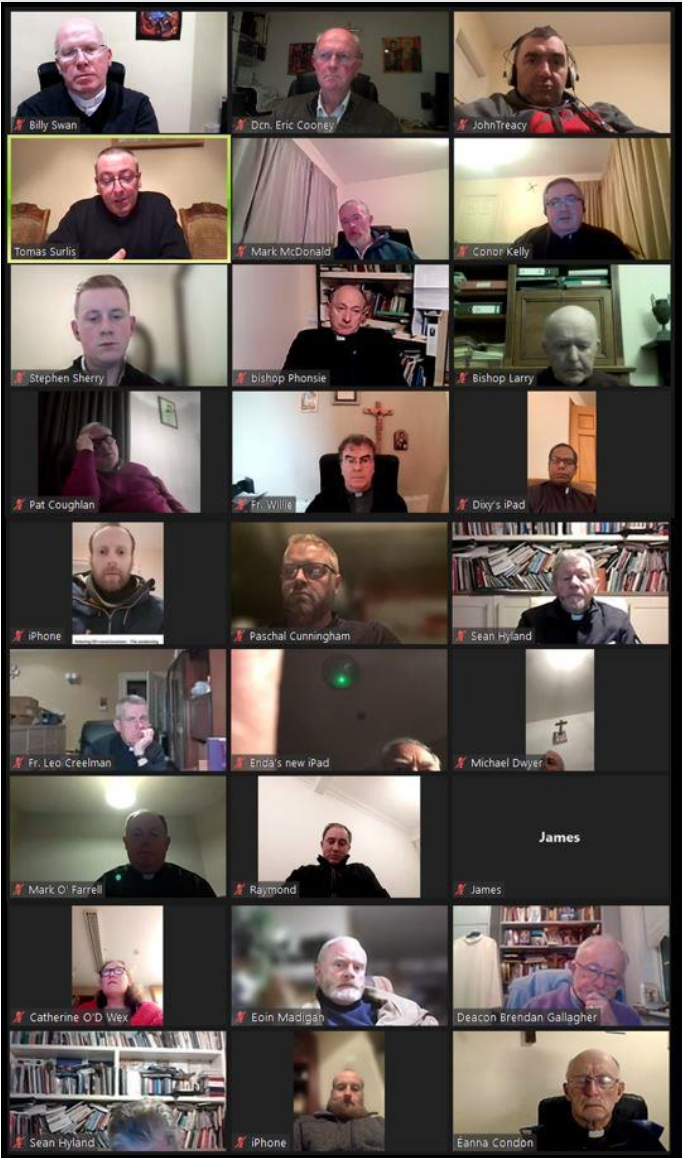 Billy Swan
Dcn. Eric Cooney
JohnTreacy
Tomas Surlis
Mark McDonald
Conor Kelly
Stephen Sherry
bishop Phonsie
Bishop Larry
Pat Coughlan
Fr. Willie
Dixy's iPad
iPhone
Paschal Cunningham
Sean Hyland
Fr. Leo Creelman
Enda's new iPad
Michael Dwyer
Mark O' Farrell
Raymond
James
James
Catherine O'D Wex
Eoin Madigan
Deacon Brendan Gallagher
Sean Hyland
iPhone
Éanna Condon